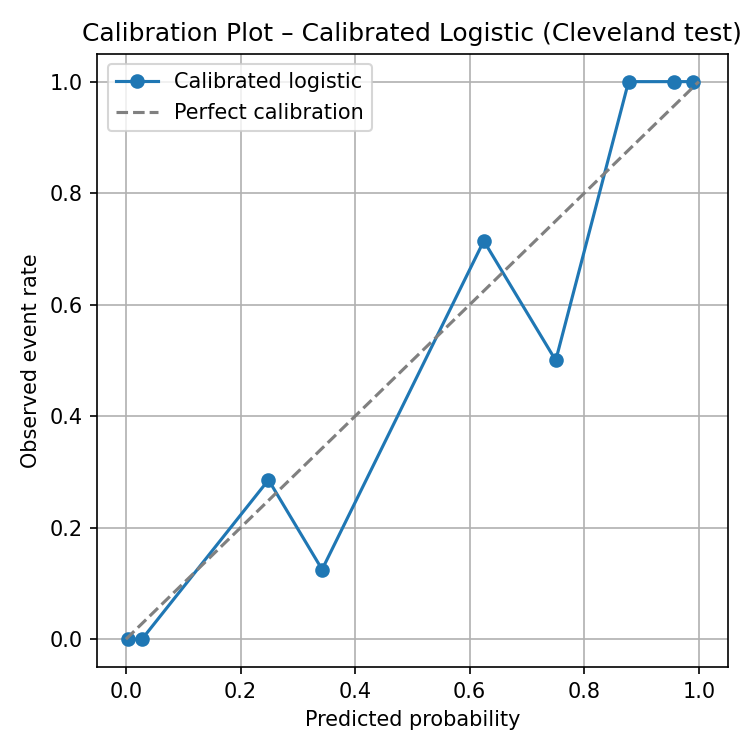 Calibration Plot – Calibrated Logistic (Cleveland test)
Calibrated logistic
Perfect calibration
1.0
0.8
0.6
0.4
0.2
0.0
Observed event rate
0.0 0.2 0.4 0.6 0.8 1.0
Predicted probability